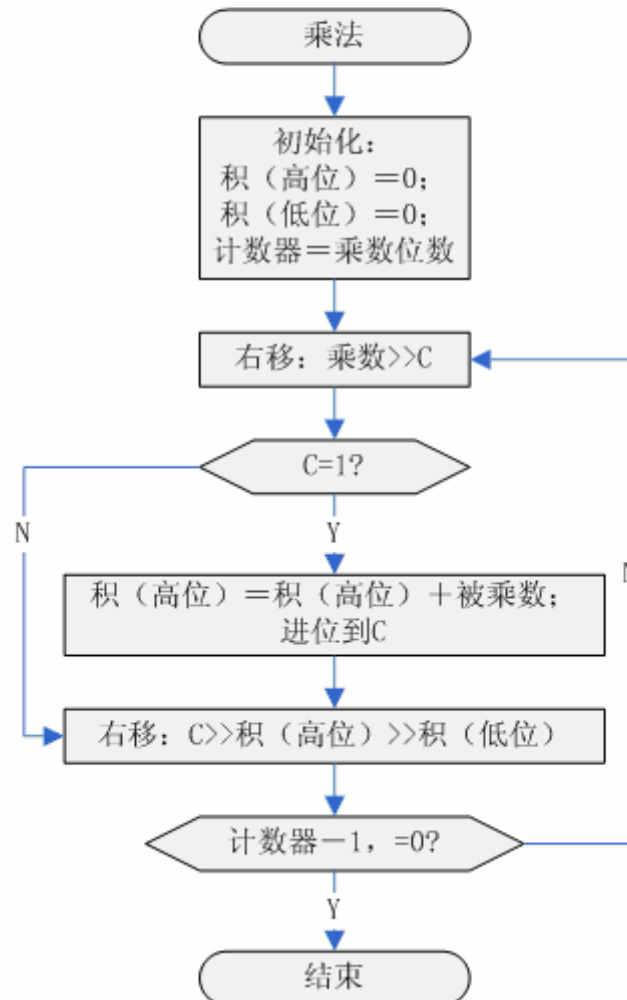 乘法
初始化：
积（高位）＝0；
积（低位）＝0；
计数器＝乘数位数
右移：乘数>>C
C=1?
N
Y
积（高位）＝积（高位）＋被乘数；
进位到C
N
右移：C>>积（高位）>>积（低位）
计数器－1，=0?
Y
结束